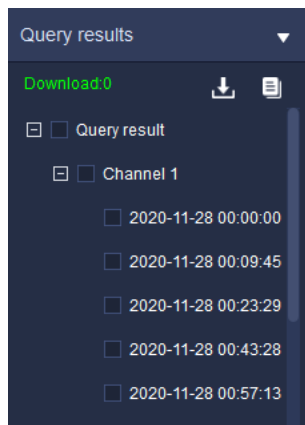 Query results
Download:0
Query result
Channel 1
2020-11-28 00:00:00
2020-11-28 00:09:45
2020-11-28 00:23:29
2020-11-28 00:43:28
2020-11-28 00:57:13